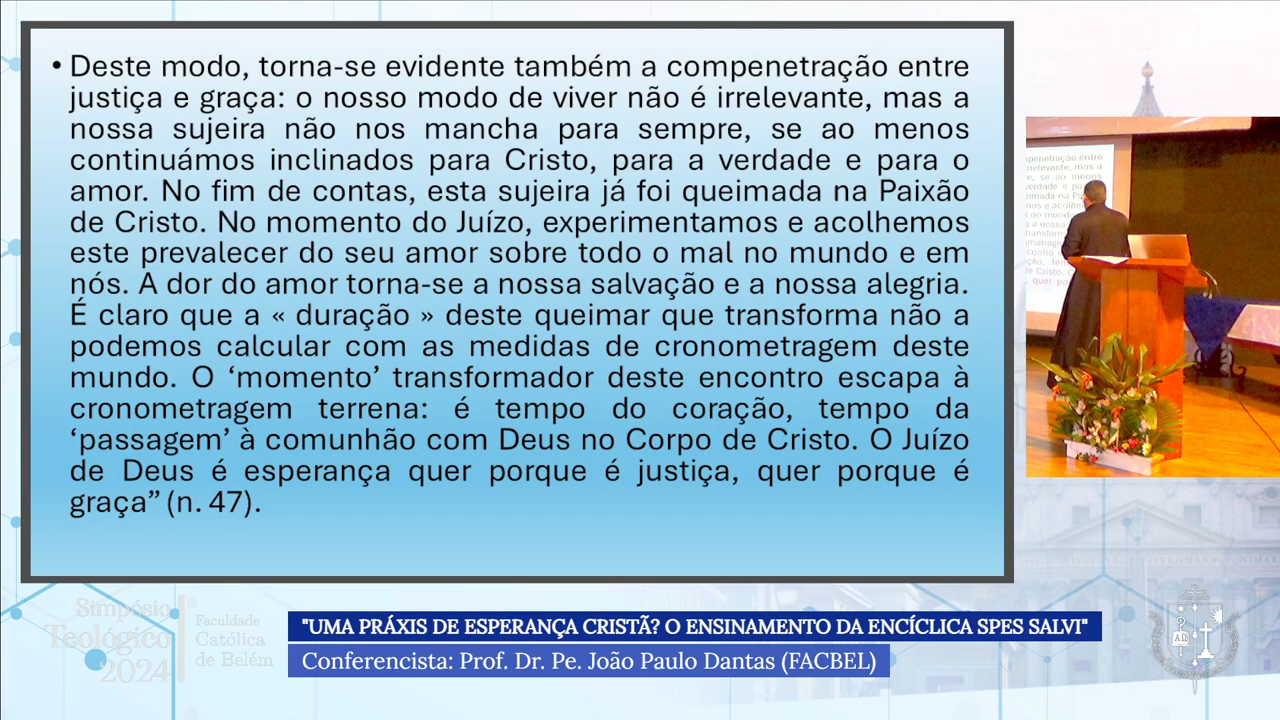 • Deste modo, torna-se evidente também a compenetração entre
justiça e graça: o nosso modo de viver não é irrelevante, mas a
nossa sujeira não nos mancha para sempre, se ao menos
continuámos inclinados para Cristo, para a verdade e para o
amor. No fim de contas, esta sujeira já foi queimada na Paixão
de Cristo. No momento do Juízo, experimentamos e acolhemos
este prevalecer do seu amor sobre todo o mal no mundo e em
nós. A dor do amor torna-se a nossa salvação e a nossa alegria.
É claro que a « duração » deste queimar que transforma não a
podemos calcular com as medidas de cronometragem deste
mundo. O ‘momento’ transformador deste encontro escapa à
cronometragem terrena: é tempo do coração, tempo da
‘passagem’ à comunhão com Deus no Corpo de Cristo. O Juízo
de Deus é esperança quer porque é justiça, quer porque é
graça” (n. 47).
Simpósio
Teológico
2024
Faculdade
Católica
de Belém
"UMA PRÁXIS DE ESPERANÇA CRISTÃ? O ENSINAMENTO DA ENCÍCLICA SPES SALVI"
Conferencista: Prof. Dr. Pe. João Paulo Dantas (FACBEL)